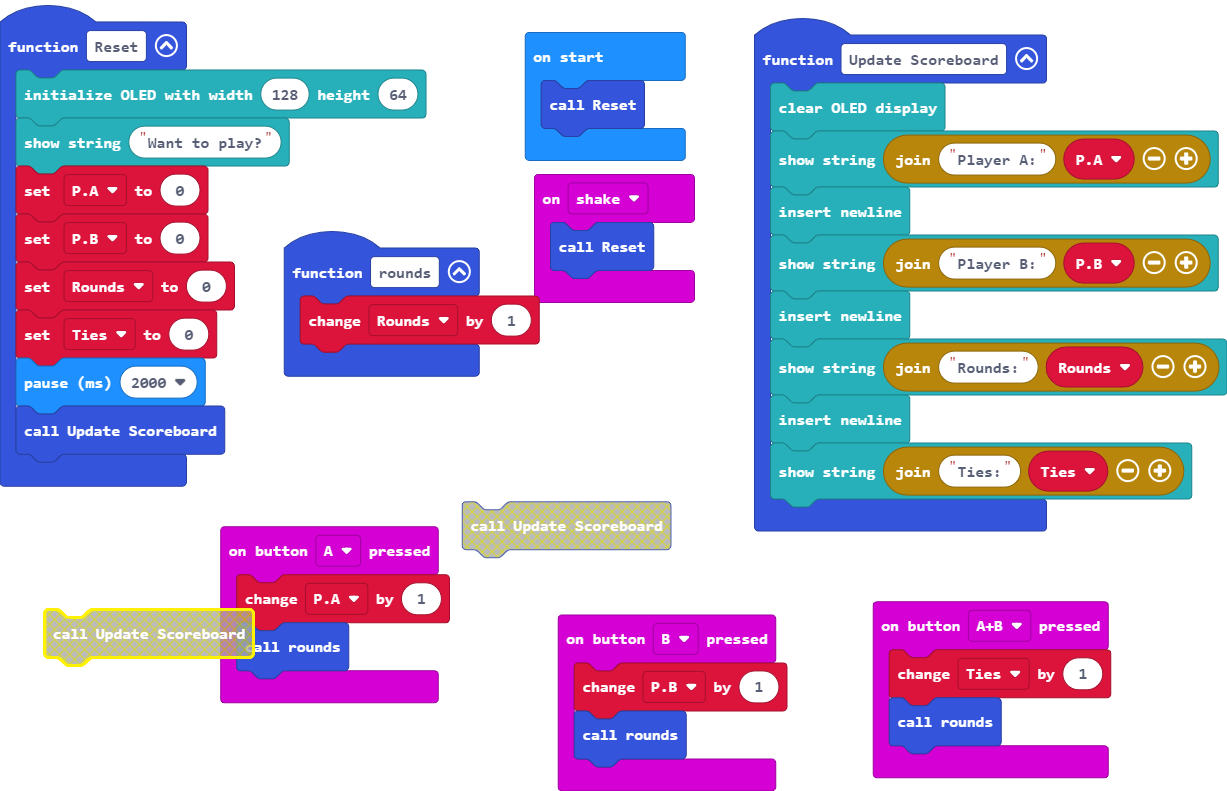 function Reset
initialize OLED with width 128 height 64
show string "Want to play?"
set P.A to 0
set P.B to 0
set Rounds to 0
set Ties to 0
pause (ms) 2000
call Update Scoreboard
function rounds
change Rounds by 1
on start
call Reset
on shake
call Reset
function Update Scoreboard
clear OLED display
show string join "Player A:" P.A
insert newline
show string join "Player B:" P.B
insert newline
show string join "Rounds:" Rounds
insert newline
show string join "Ties:" Ties
call Update Scoreboard
call Update Scoreboard
on button A pressed
change P.A by 1
call rounds
on button B pressed
change P.B by 1
call rounds
on button A+B pressed
change Ties by 1
call rounds